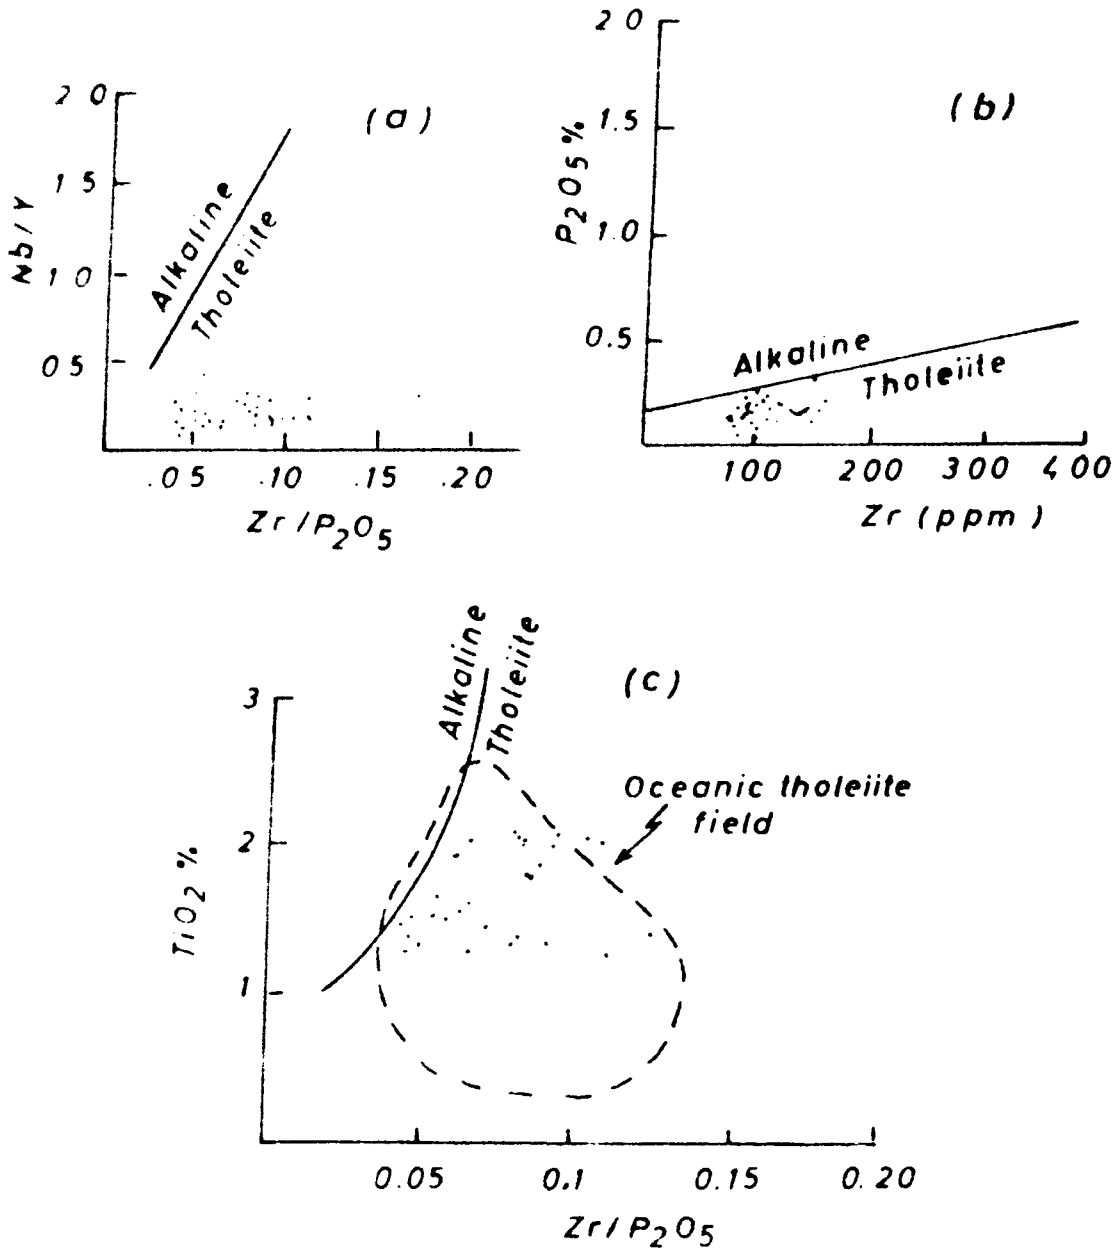 (a)
2 0
1 5
1 0
0 5
Nb/Y
Alkaline
Tholeiite
.05 .10 .15 .20
Zr/P2O5
(b)
2 0
1.5
1.0
0.5
P2O5%
Alkaline
Tholeiite
100 200 300 400
Zr (ppm)
(c)
3
2
1
TiO2 %
Alkaline
Tholeiite
Oceanic tholeiite
field
0.05 0.1 0.15 0.20
Zr/P2O5